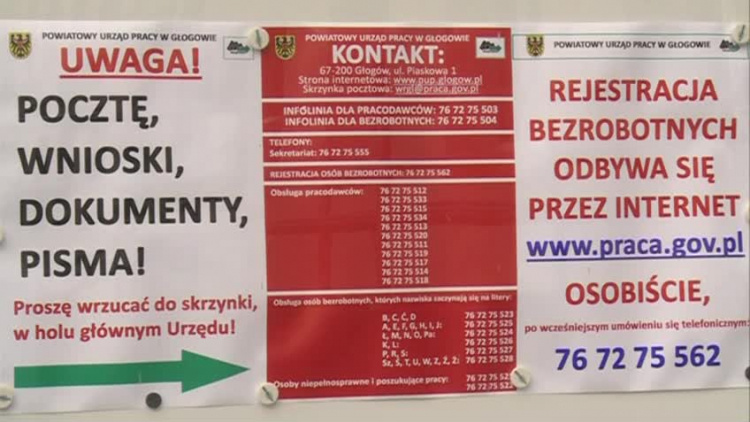 POWIATOWY URZĄD PRACY W GŁOGOWIE
UWAGA!
POCZTĘ,
WNIOSKI,
DOKUMENTY,
PISMA!
Proszę wrzucać do skrzynki,
w holu głównym Urzędu!
POWIATOWY URZĄD PRACY W GŁOGOWIE
KONTAKT:
67-200 Głogów, ul. Piaskowa 1
Strona internetowa: www.pup.glogow.pl
Skrzynka pocztowa: wrgl@praca.gov.pl
INFOLINIA DLA PRACODAWCÓW: 76 72 75 503
INFOLINIA DLA BEZROBOTNYCH: 76 72 75 504
TELEFONY:
Sekretariat: 76 72 75 555
REJESTRACJA OSÓB BEZROBOTNYCH: 76 72 75 562
Obsługa pracodawców: 76 72 75 512
76 72 75 533
76 72 75 515
76 72 75 534
76 72 75 513
76 72 75 520
76 72 75 511
76 72 75 519
76 72 75 517
76 72 75 514
76 72 75 518
Obsługa osób bezrobotnych, których nazwiska zaczynają się na litery:
B, C, Ć, D 76 72 75 523
A, E, F, G, H, I, J: 76 72 75 525
Ł, M, N, O, Pa: 76 72 75 524
K, L: 76 72 75 526
P, R, S: 76 72 75 527
Sz, Ś, T, U, W, Z, Ź, Ż: 76 72 75 528
Osoby niepełnosprawne i poszukujące pracy: 76 72 75
76 72 75
POWIATOWY URZĄD PRACY W GŁOGOWIE
REJESTRACJA
BEZROBOTNYCH
ODBYWA SIĘ
PRZEZ INTERNET
www.praca.gov.pl
OSOBIŚCIE,
po wcześniejszym umówieniu się telefonicznym:
76 72 75 562